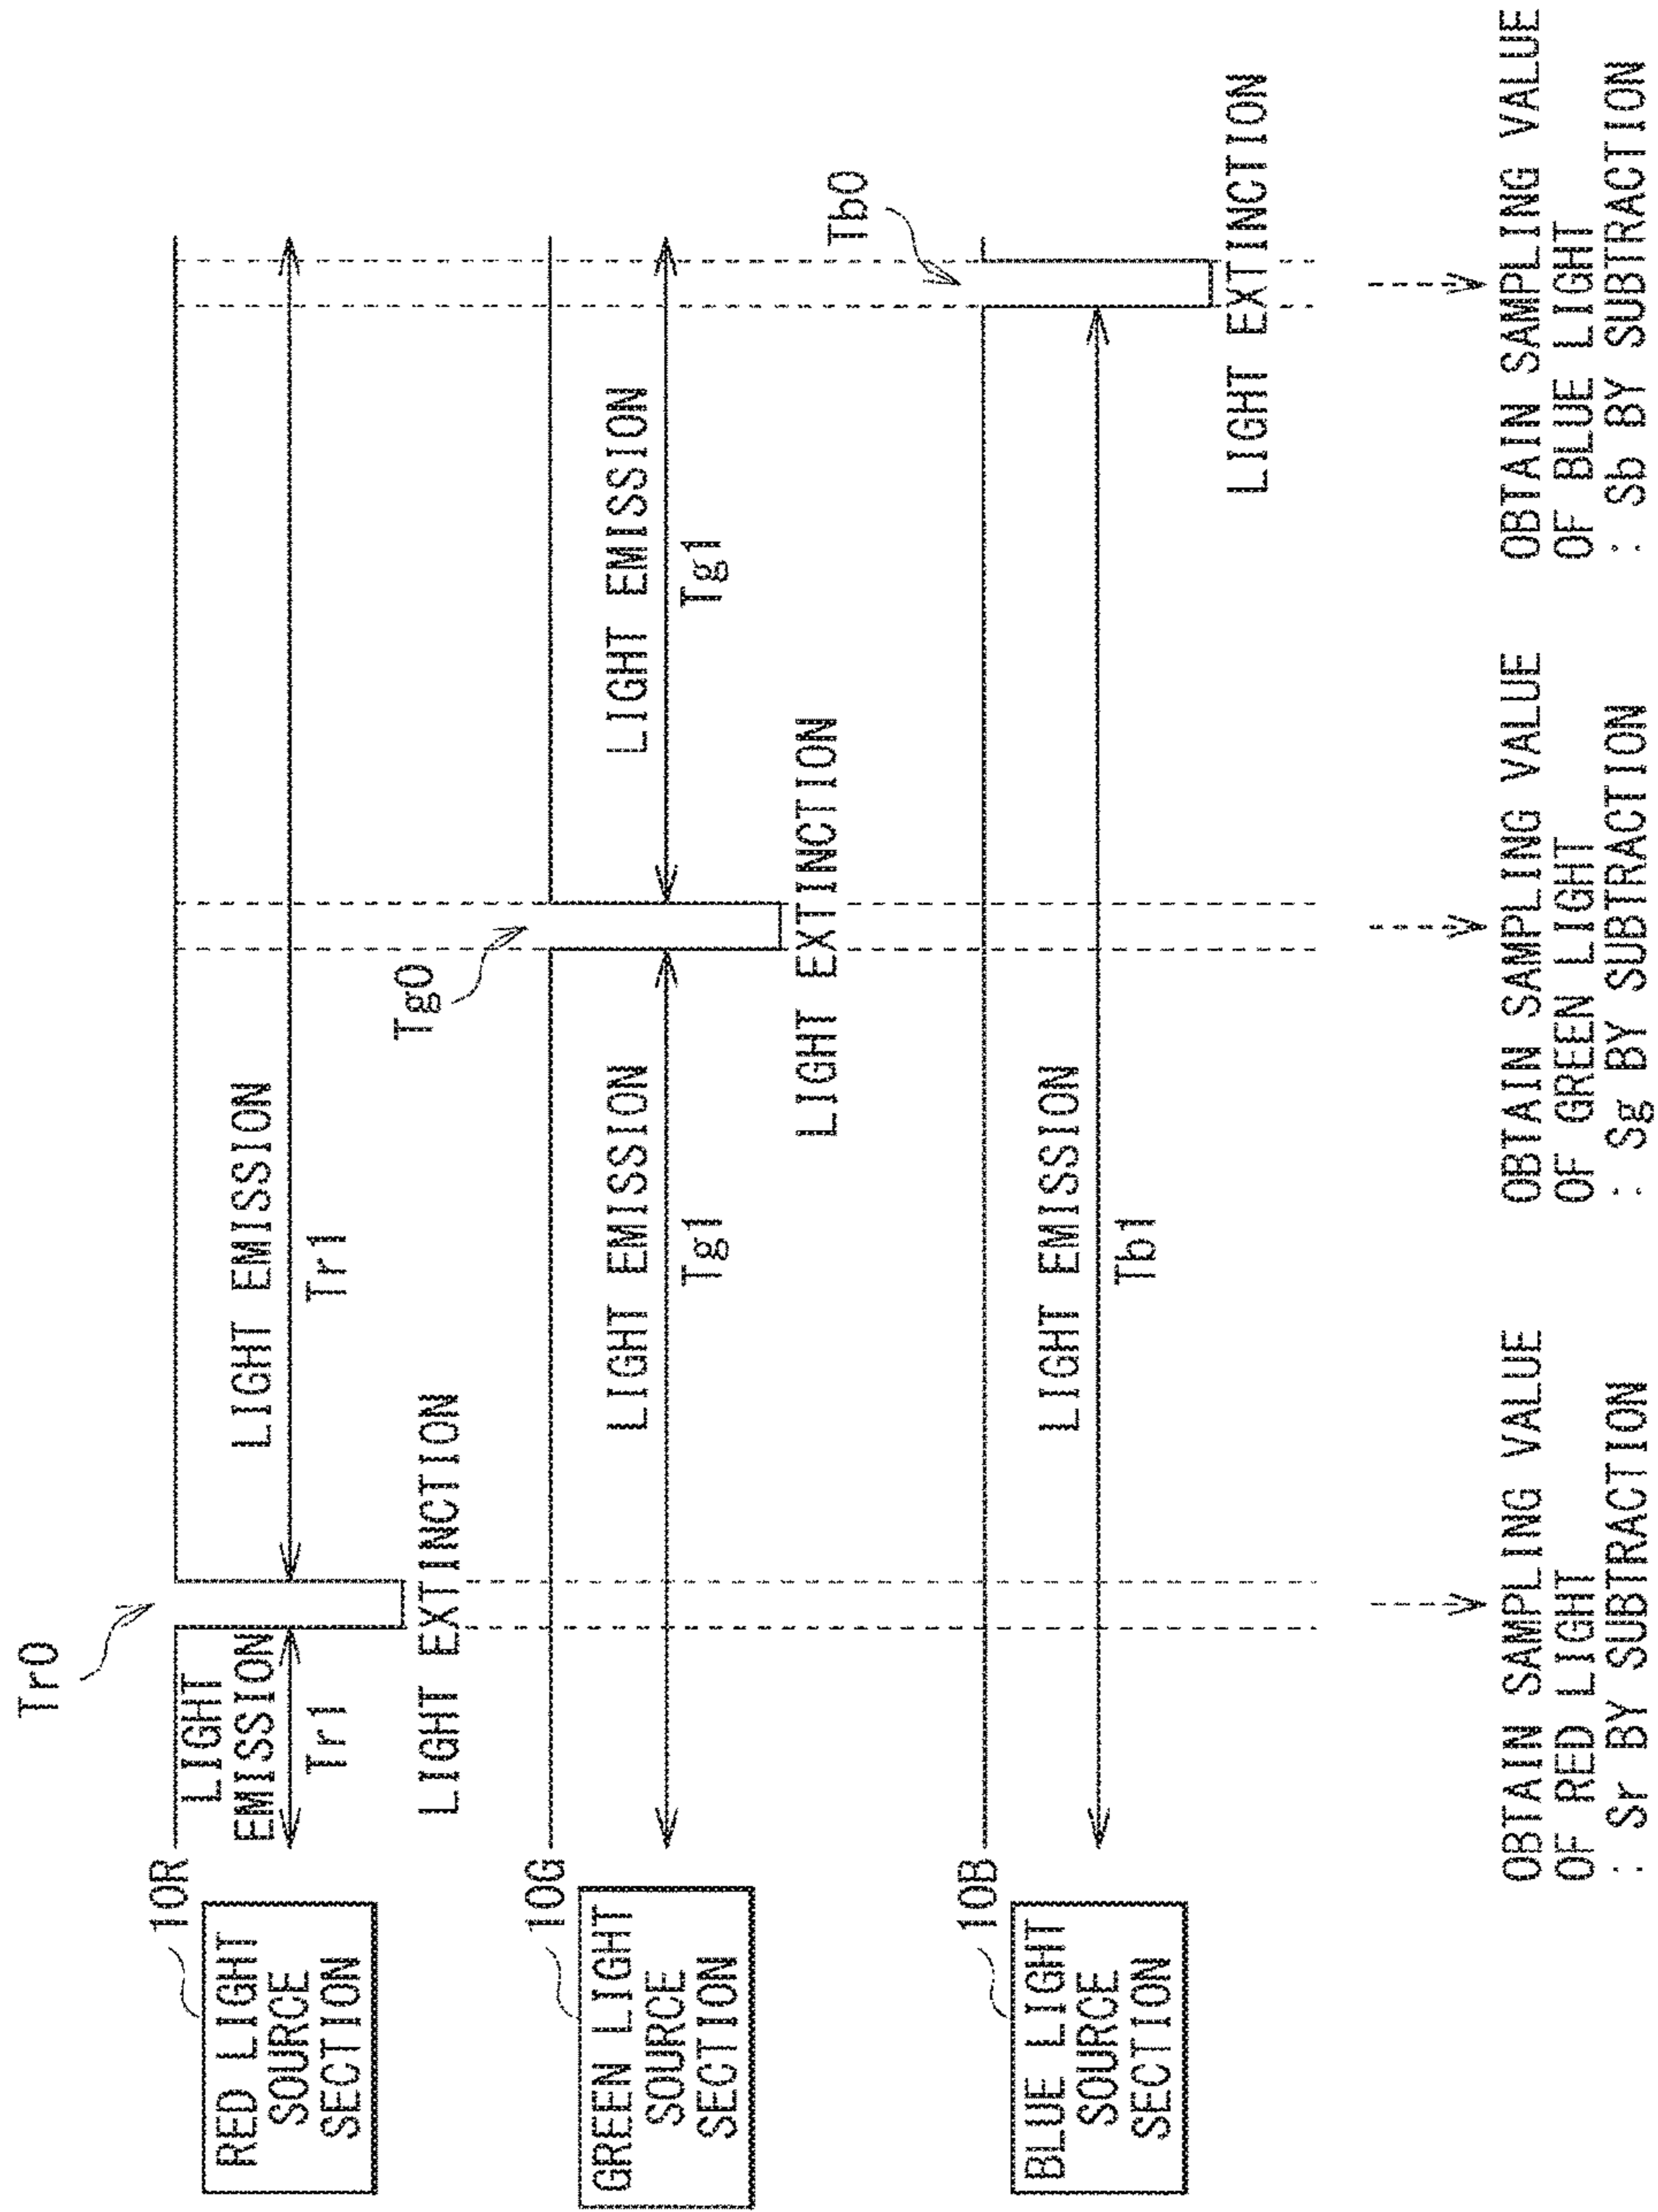 Tr0
10R
RED LIGHT
SOURCE
SECTION
LIGHT
EMISSION
Tr1
LIGHT EMISSION
Tr1
LIGHT EXTINCTION
Tg0
10G
GREEN LIGHT
SOURCE
SECTION
LIGHT EMISSION
Tg1
LIGHT EMISSION
Tg1
LIGHT EXTINCTION
Tb0
10B
BLUE LIGHT
SOURCE
SECTION
LIGHT EMISSION
Tb1
LIGHT EXTINCTION
OBTAIN SAMPLING VALUE
OF RED LIGHT
: Sr BY SUBTRACTION
OBTAIN SAMPLING VALUE
OF GREEN LIGHT
: Sg BY SUBTRACTION
OBTAIN SAMPLING VALUE
OF BLUE LIGHT
: Sb BY SUBTRACTION